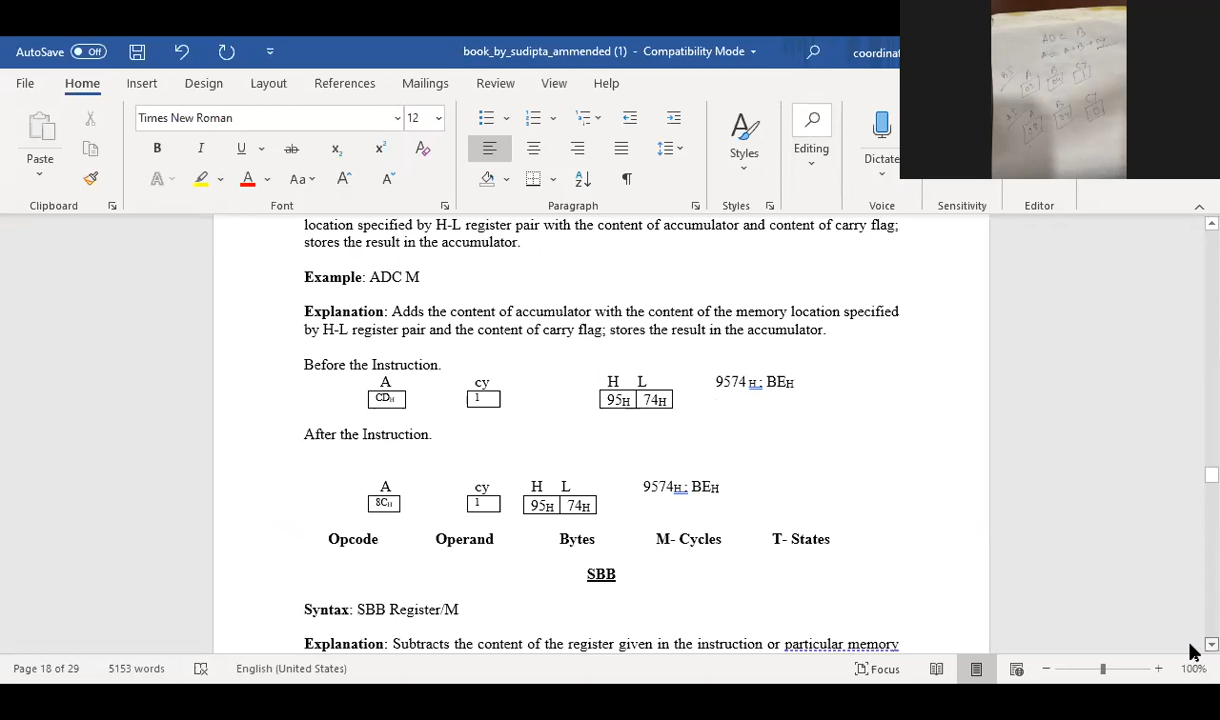 AutoSave Off book_by_sudipta_ammended (1) - Compatibility Mode coordina
File Home Insert Draw Design Layout References Mailings Review View Help
Times New Roman 12
Paste Styles Editing Dictate
Clipboard Font Paragraph Styles Voice Sensitivity Editor
ADC B
location specified by H-L register pair with the content of accumulator and content of carry flag;
stores the result in the accumulator.
Example: ADC M
Explanation: Adds the content of accumulator with the content of the memory location specified
by H-L register pair and the content of carry flag; stores the result in the accumulator.
Before the Instruction.
A cy H L 9574 H ; BEH
CDH 1 95H 74H
After the Instruction.
A cy H L 9574H ; BEH
8CH 1 95H 74H
Opcode Operand Bytes M- Cycles T- States
SBB
Syntax: SBB Register/M
Explanation: Subtracts the content of the register given in the instruction or particular memory
Page 18 of 29 5153 words English (United States) Focus 100%